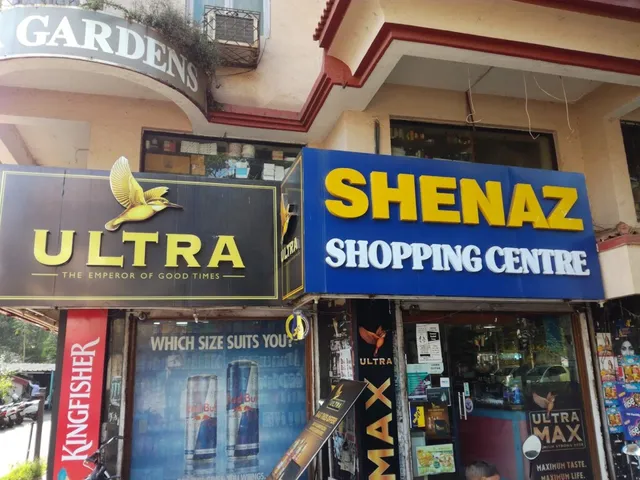 GARDENS
ULTRA
THE EMPEROR OF GOOD TIMES
ULTRA
SHENAZ
SHOPPING CENTRE
KINGFISHER
WHICH SIZE SUITS YOU?
ULTRA
MAX
ULTRA
ULTRA
MAX
MAXIMUM TASTE.
MAXIMUM LIFE.